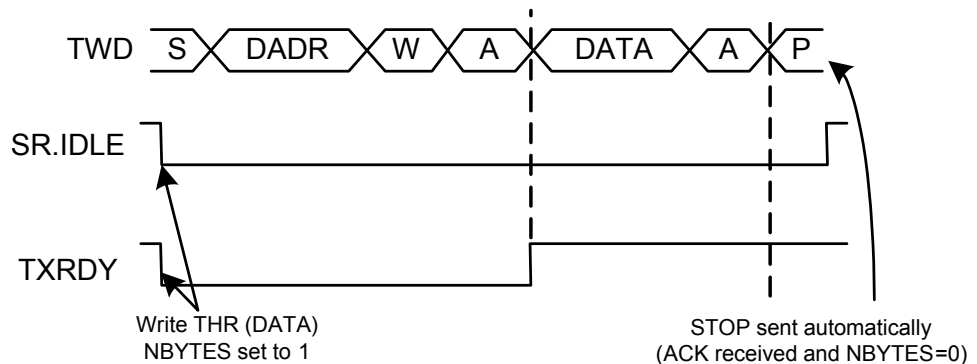 TWD S DADR W A DATA A P
SR.IDLE
TXRDY
Write THR (DATA)
NBYTES set to 1
STOP sent automatically
(ACK received and NBYTES=0)